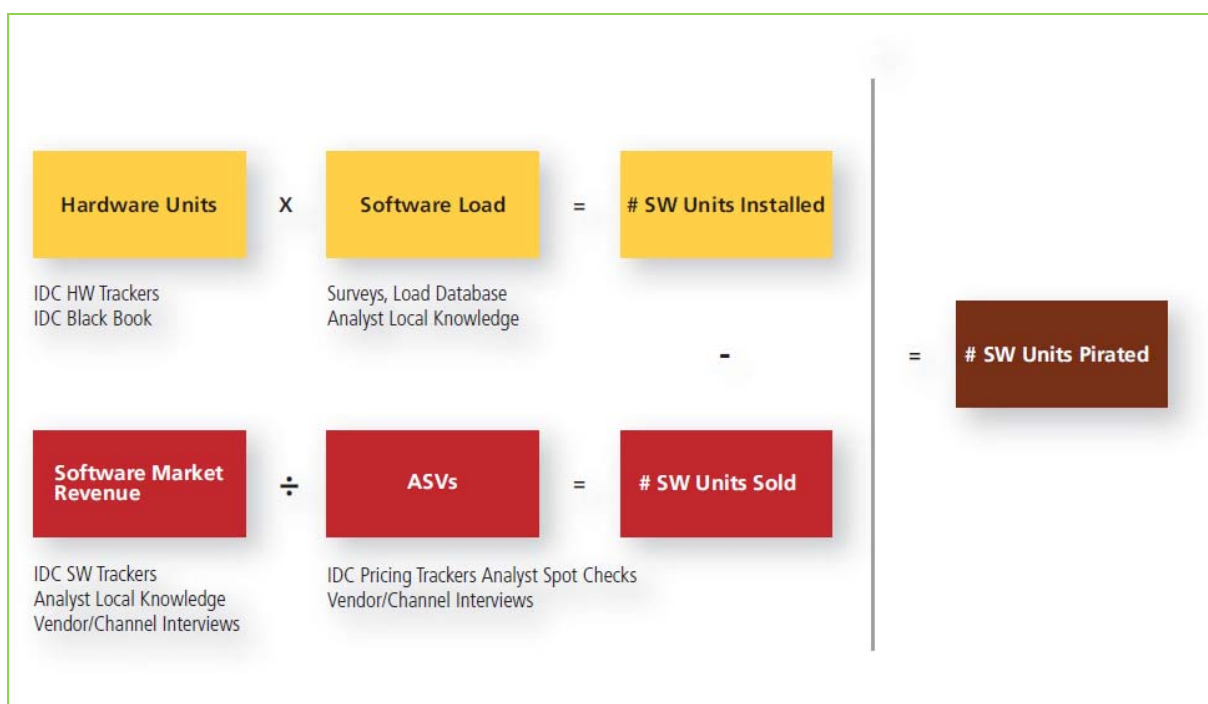 Hardware Units X Software Load = # SW Units Installed
IDC HW Trackers
IDC Black Book
Surveys, Load Database
Analyst Local Knowledge
-
= # SW Units Pirated
Software Market
Revenue
÷ ASVs = # SW Units Sold
IDC SW Trackers
Analyst Local Knowledge
Vendor/Channel Interviews
IDC Pricing Trackers Analyst Spot Checks
Vendor/Channel Interviews